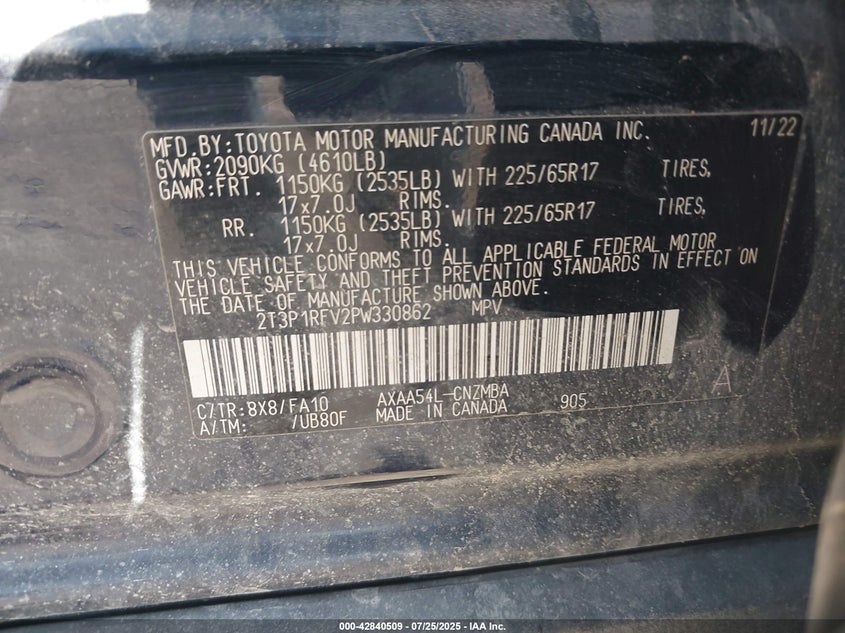 MFD.BY:TOYOTA MOTOR MANUFACTURING CANADA INC. 11/22
GVWR:2090KG (4610LB)
GAWR:FRT. 1150KG (2535LB) WITH 225/65R17 TIRES,
17x7.0J RIMS.
RR. 1150KG (2535LB) WITH 225/65R17 TIRES,
17x7.0J RIMS.
THIS VEHICLE CONFORMS TO ALL APPLICABLE FEDERAL MOTOR
VEHICLE SAFETY AND THEFT PREVENTION STANDARDS IN EFFECT ON
THE DATE OF MANUFACTURE SHOWN ABOVE.
2T3P1RFV2PW330862 MPV
C/TR:8X8/FA10 AXAA54L-CNZMBA A
A/TM: /UB80F MADE IN CANADA 905
000-42840509 - 07/25/2025 - IAA Inc.